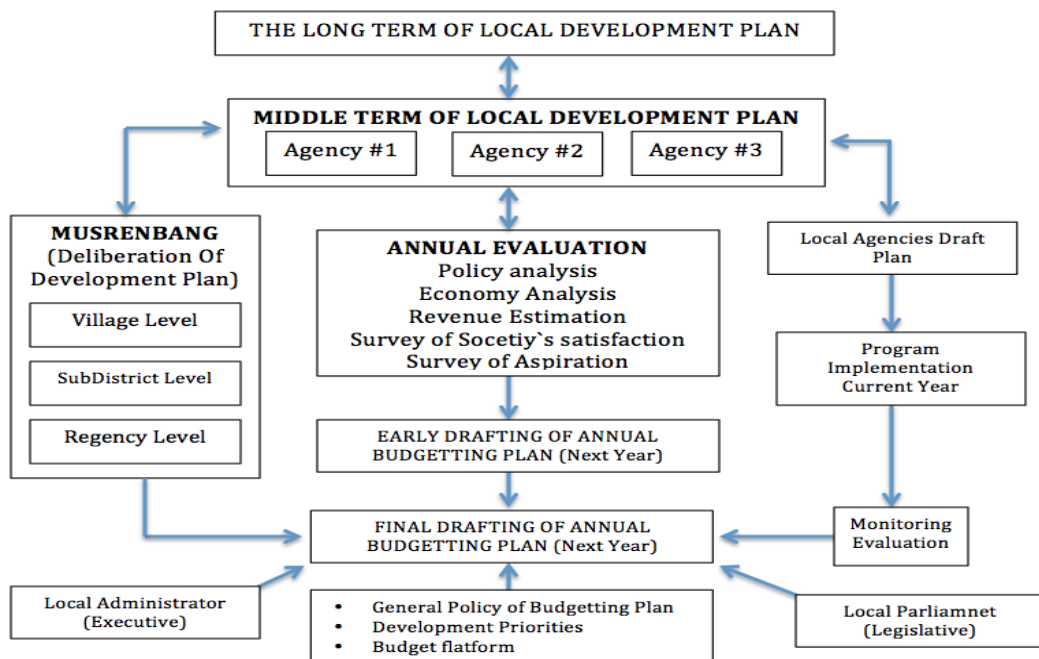 THE LONG TERM OF LOCAL DEVELOPMENT PLAN
MIDDLE TERM OF LOCAL DEVELOPMENT PLAN
Agency #1
Agency #2
Agency #3
MUSRENBANG
(Deliberation Of
Development Plan)
Village Level
SubDistrict Level
Regency Level
ANNUAL EVALUATION
Policy analysis
Economy Analysis
Revenue Estimation
Survey of Socetiy`s satisfaction
Survey of Aspiration
Local Agencies Draft
Plan
Program
Implementation
Current Year
EARLY DRAFTING OF ANNUAL
BUDGETTING PLAN (Next Year)
FINAL DRAFTING OF ANNUAL
BUDGETTING PLAN (Next Year)
Monitoring
Evaluation
Local Administrator
(Executive)
• General Policy of Budgetting Plan
• Development Priorities
• Budget flatform
Local Parliamnet
(Legislative)